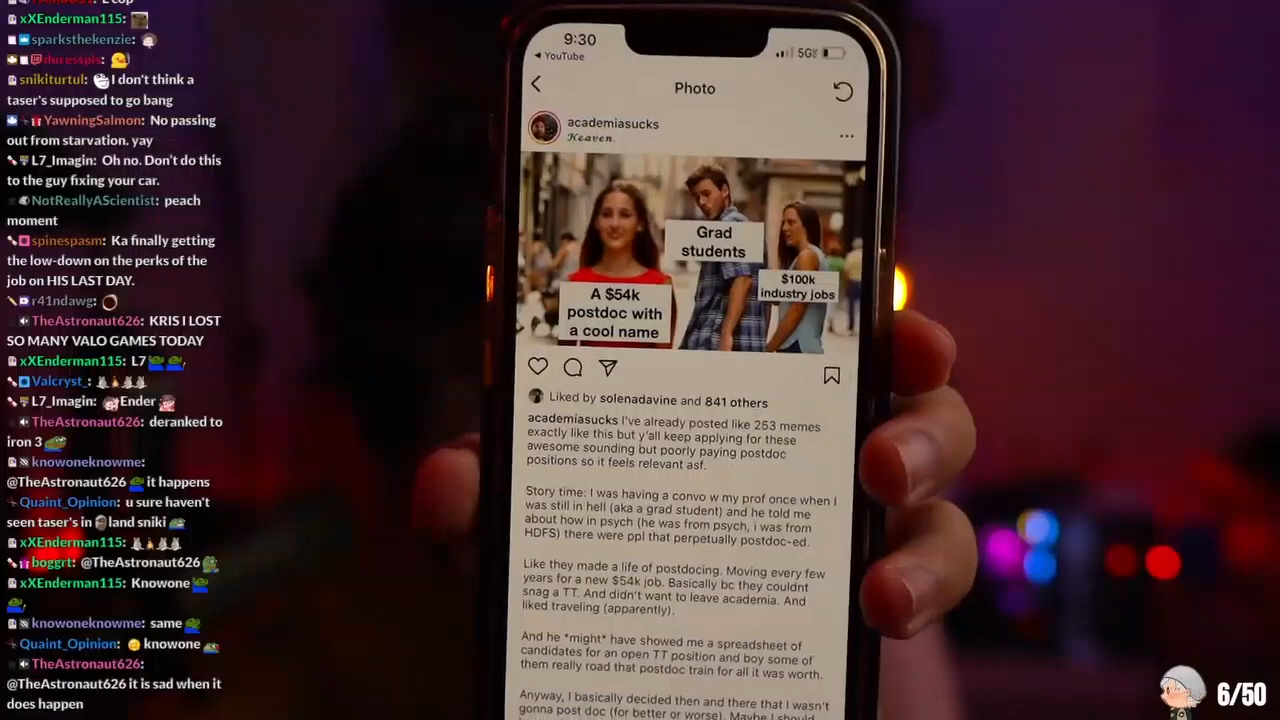 xXEnderman115:
sparksthekenzie:
duresspls:
snikiturtul: I don't think a
taser's supposed to go bang
YawningSalmon: No passing
out from starvation. yay
L7_Imagin: Oh no. Don't do this
to the guy fixing your car.
NotReallyAScientist: peach
moment
spinespasm: Ka finally getting
the low-down on the perks of the
job on HIS LAST DAY.
r41ndawg:
TheAstronaut626: KRIS I LOST
SO MANY VALO GAMES TODAY
xXEnderman115: L7
Valcryst_:
L7_Imagin: Ender
TheAstronaut626: deranked to
iron 3
knowoneknowme:
@TheAstronaut626 it happens
Quaint_Opinion: u sure haven't
seen taser's in land sniki
xXEnderman115:
boggrt: @TheAstronaut626
xXEnderman115: Knowone
knowoneknowme: same
Quaint_Opinion: knowone
TheAstronaut626:
@TheAstronaut626 it is sad when it
does happen
9:30
YouTube
5G
Photo
academiasucks
Heaven.
Grad
students
$100k
industry jobs
A $54k
postdoc with
a cool name
Liked by solenadavine and 841 others
academiasucks I've already posted like 253 memes
exactly like this but y'all keep applying for these
awesome sounding but poorly paying postdoc
positions so it feels relevant asf.
Story time: I was having a convo w my prof once when I
was still in hell (aka a grad student) and he told me
about how in psych (he was from psych, i was from
HDFS) there were ppl that perpetually postdoc-ed.
Like they made a life of postdocing. Moving every few
years for a new $54k job. Basically bc they couldnt
snag a TT. And didn't want to leave academia. And
liked traveling (apparently).
And he *might* have showed me a spreadsheet of
candidates for an open TT position and boy some of
them really road that postdoc train for all it was worth.
Anyway, I basically decided then and there that I wasn't
gonna post doc (for better or worse). Maybe I should
6/50